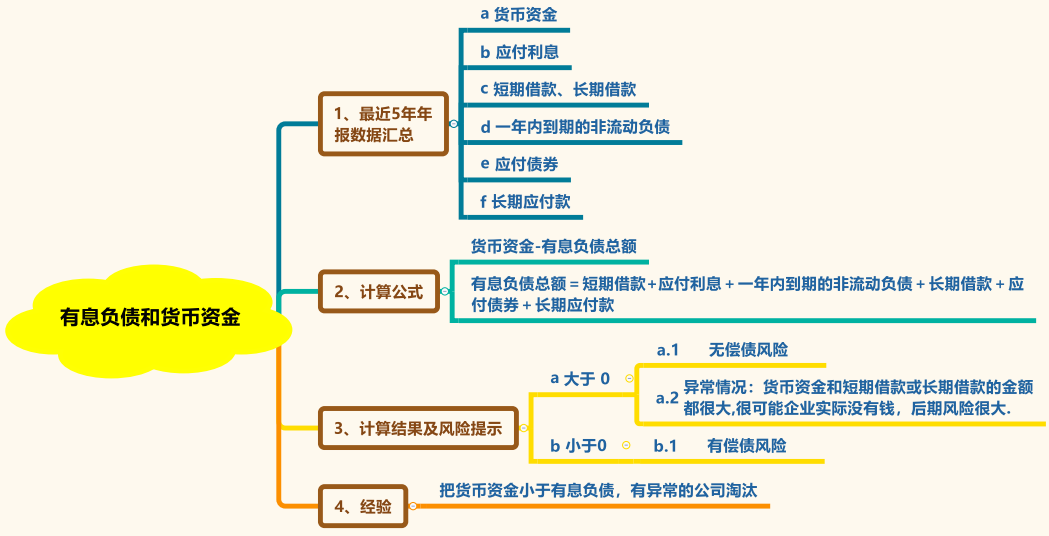 有息负债和货币资金
1、最近5年年
报数据汇总
a 货币资金
b 应付利息
c 短期借款、长期借款
d 一年内到期的非流动负债
e 应付债券
f 长期应付款
2、计算公式
货币资金-有息负债总额
有息负债总额＝短期借款+应付利息＋一年内到期的非流动负债＋长期借款＋应
付债券＋长期应付款
3、计算结果及风险提示
a 大于 0
a.1 无偿债风险
a.2 异常情况：货币资金和短期借款或长期借款的金额
都很大,很可能企业实际没有钱，后期风险很大.
b 小于0
b.1 有偿债风险
4、经验
把货币资金小于有息负债，有异常的公司淘汰